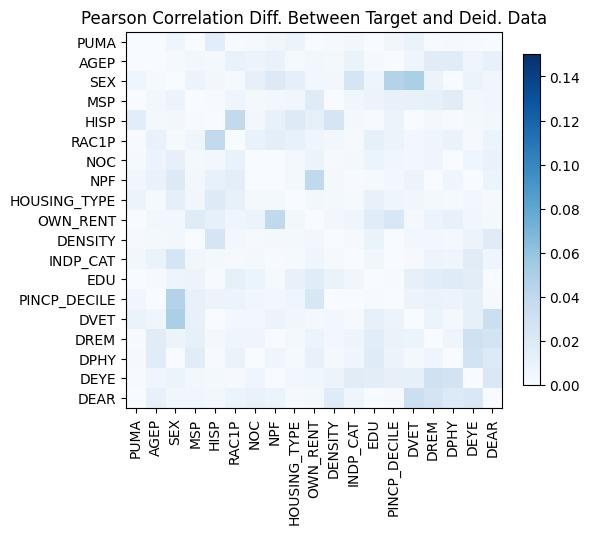 Pearson Correlation Diff. Between Target and Deid. Data
PUMA
AGEP
SEX
MSP
HISP
RAC1P
NOC
NPF
HOUSING_TYPE
OWN_RENT
DENSITY
INDP_CAT
EDU
PINCP_DECILE
DVET
DREM
DPHY
DEYE
DEAR
PUMA
AGEP
SEX
MSP
HISP
RAC1P
NOC
NPF
HOUSING_TYPE
OWN_RENT
DENSITY
INDP_CAT
EDU
PINCP_DECILE
DVET
DREM
DPHY
DEYE
DEAR
0.14
0.12
0.10
0.08
0.06
0.04
0.02
0.00